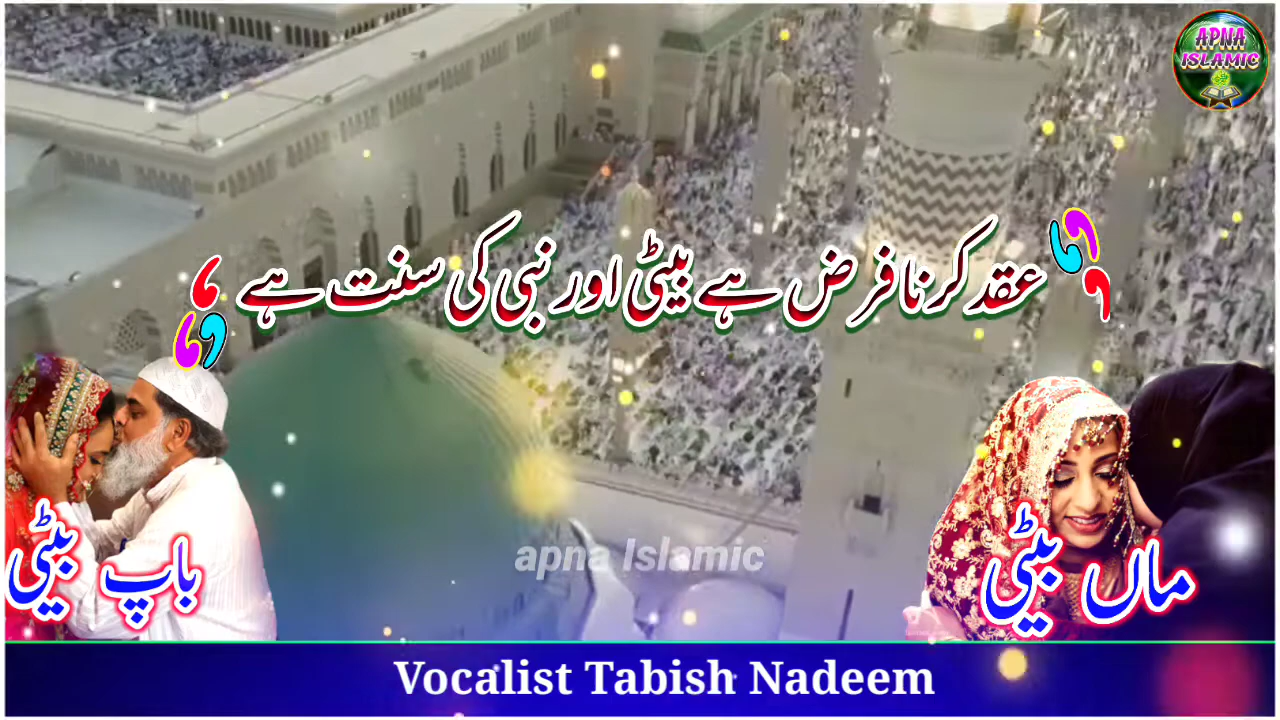 APNA
ISLAMIC
عقد کرنا فرض ہے بیٹی اور نبی کی سنت ہے
باپ بیٹی
ماں بیٹی
apna Islamic
Vocalist Tabish Nadeem